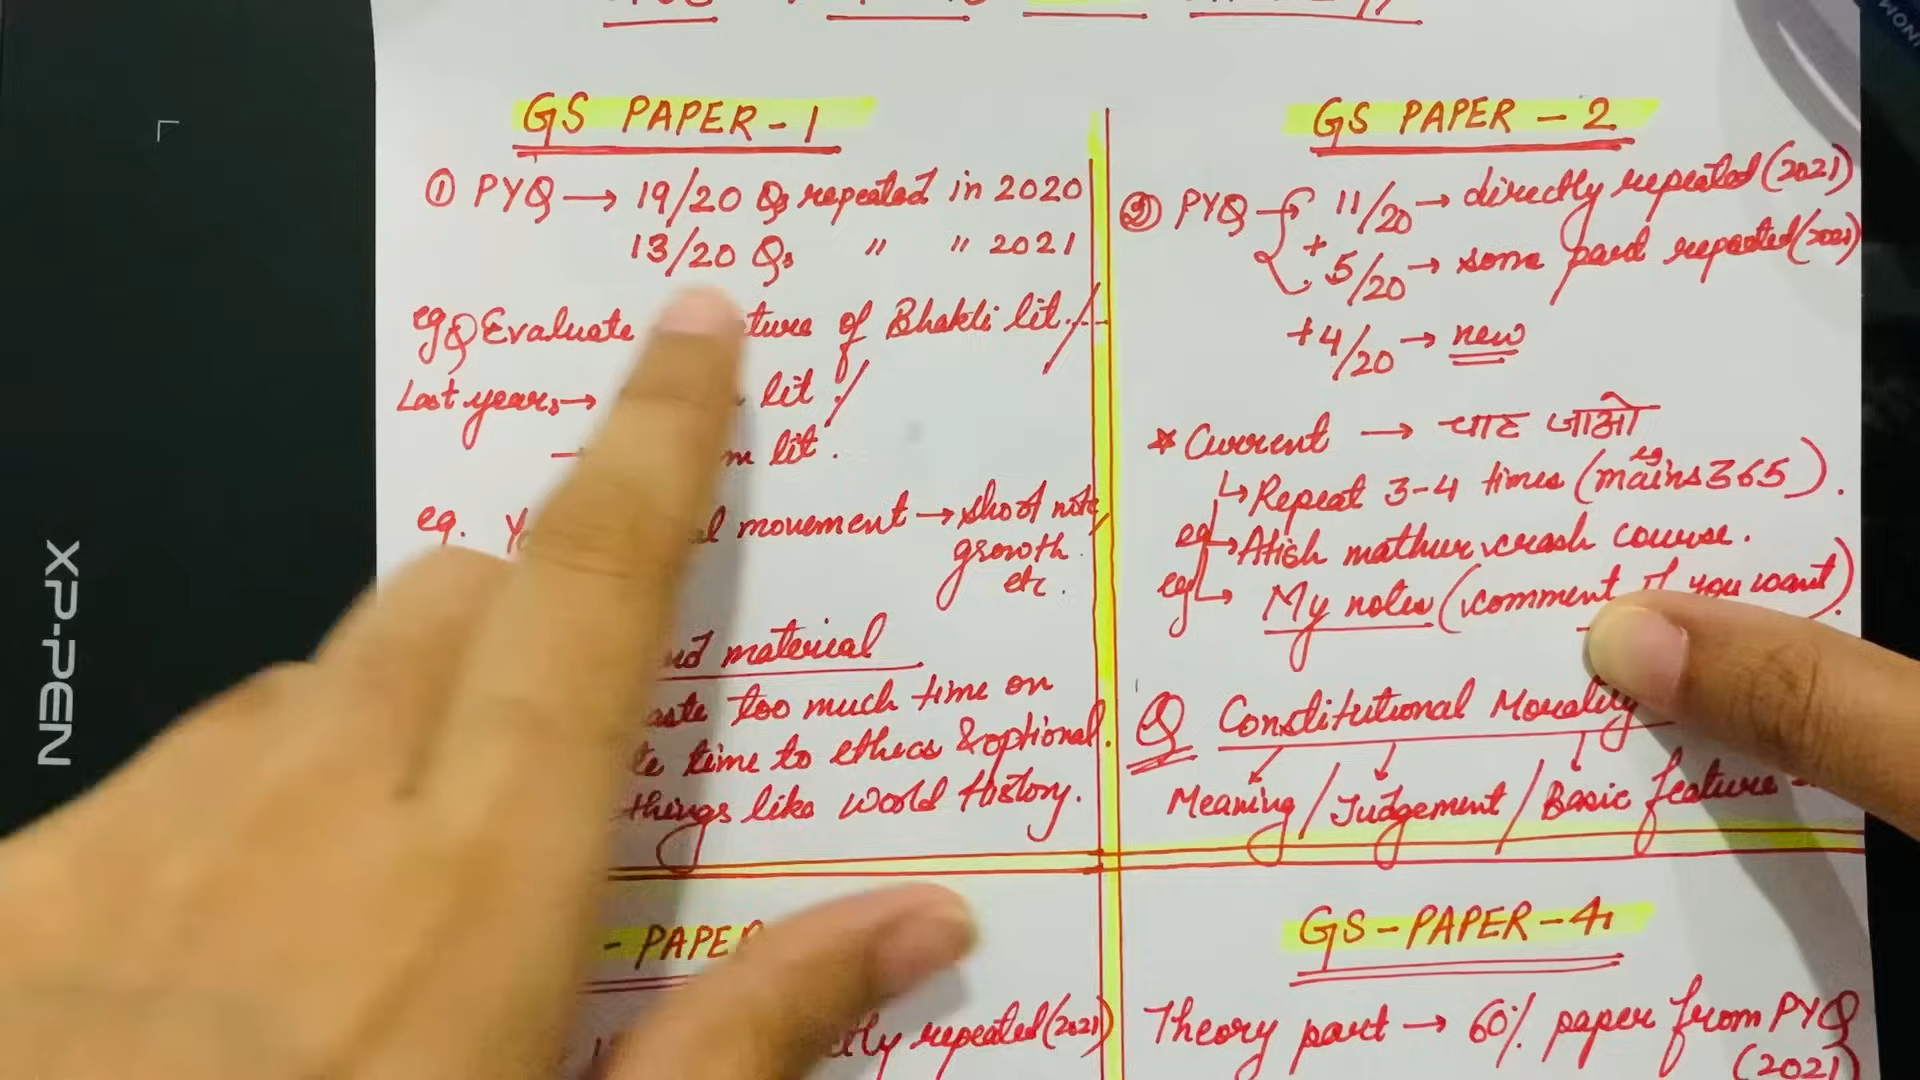 GS PAPER - 1
① PYQ → 19/20 Qs repeated in 2020
13/20 Qs " " 2021
eg Q Evaluate ture of Bhakti lit.
Last years → lit.
→ lit.
eg. movement → short note
growth
etc.
material
too much time on
time to ethics & optional.
things like world history.
GS PAPER - 2
② PYQ → 11/20 → directly repeated (2021)
+ 5/20 → some part repeated (2021)
+ 4/20 → new
* Current → चाट जाओ
↳ Repeat 3-4 times (eg mains 365).
eg → Atish mathur crash course.
eg ↳ My notes (comment if you want)
Q Constitutional Morality
Meaning / Judgement / Basic feature
- PAPER
repeated (2021)
GS - PAPER - 4
Theory part → 60% paper from PYQ
(2021)
XP-PEN